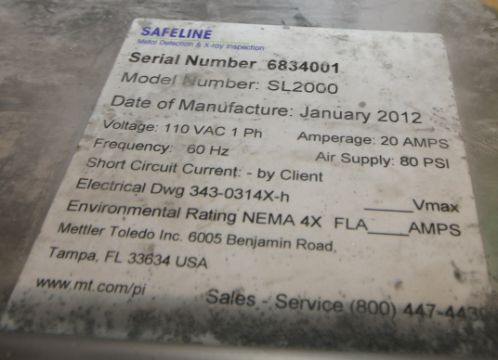 SAFELINE
Metal Detection & X-ray Inspection
Serial Number 6834001
Model Number: SL2000
Date of Manufacture: January 2012
Voltage: 110 VAC 1 Ph Amperage: 20 AMPS
Frequency: 60 Hz Air Supply: 80 PSI
Short Circuit Current: - by Client
Electrical Dwg 343-0314X-h ____Vmax
Environmental Rating NEMA 4X FLA____AMPS
Mettler Toledo Inc. 6005 Benjamin Road,
Tampa, FL 33634 USA
www.mt.com/pi
Sales - Service (800) 447-443